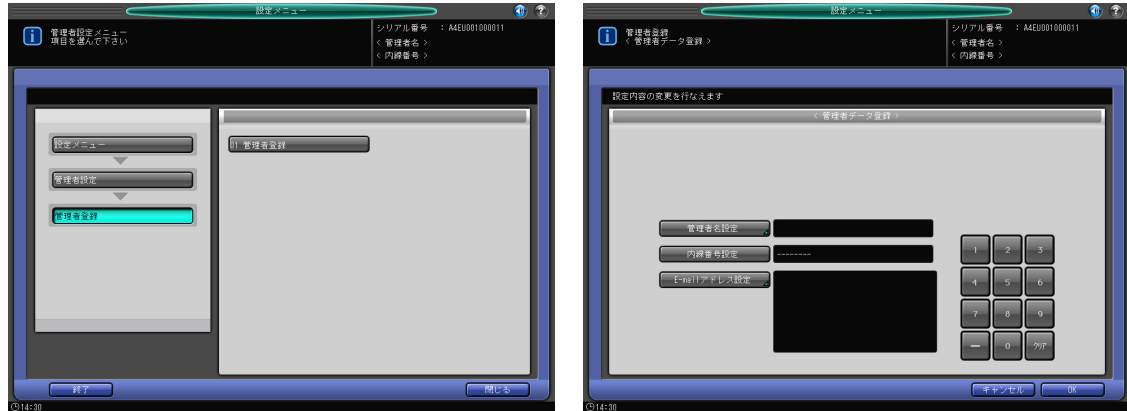 設定メニュー
管理者設定メニュー
項目を選んで下さい
シリアル番号 : A4EU001000011
< 管理者名 >
< 内線番号 >
設定メニュー
管理者設定
管理者登録
01 管理者登録
終了
閉じる
14:30
設定メニュー
管理者登録
< 管理者データ登録 >
シリアル番号 : A4EU001000011
< 管理者名 >
< 内線番号 >
設定内容の変更を行なえます
< 管理者データ登録 >
管理者名設定
内線番号設定 --------
E-mailアドレス設定
1 2 3
4 5 6
7 8 9
— 0 クリア
キャンセル OK
14:30